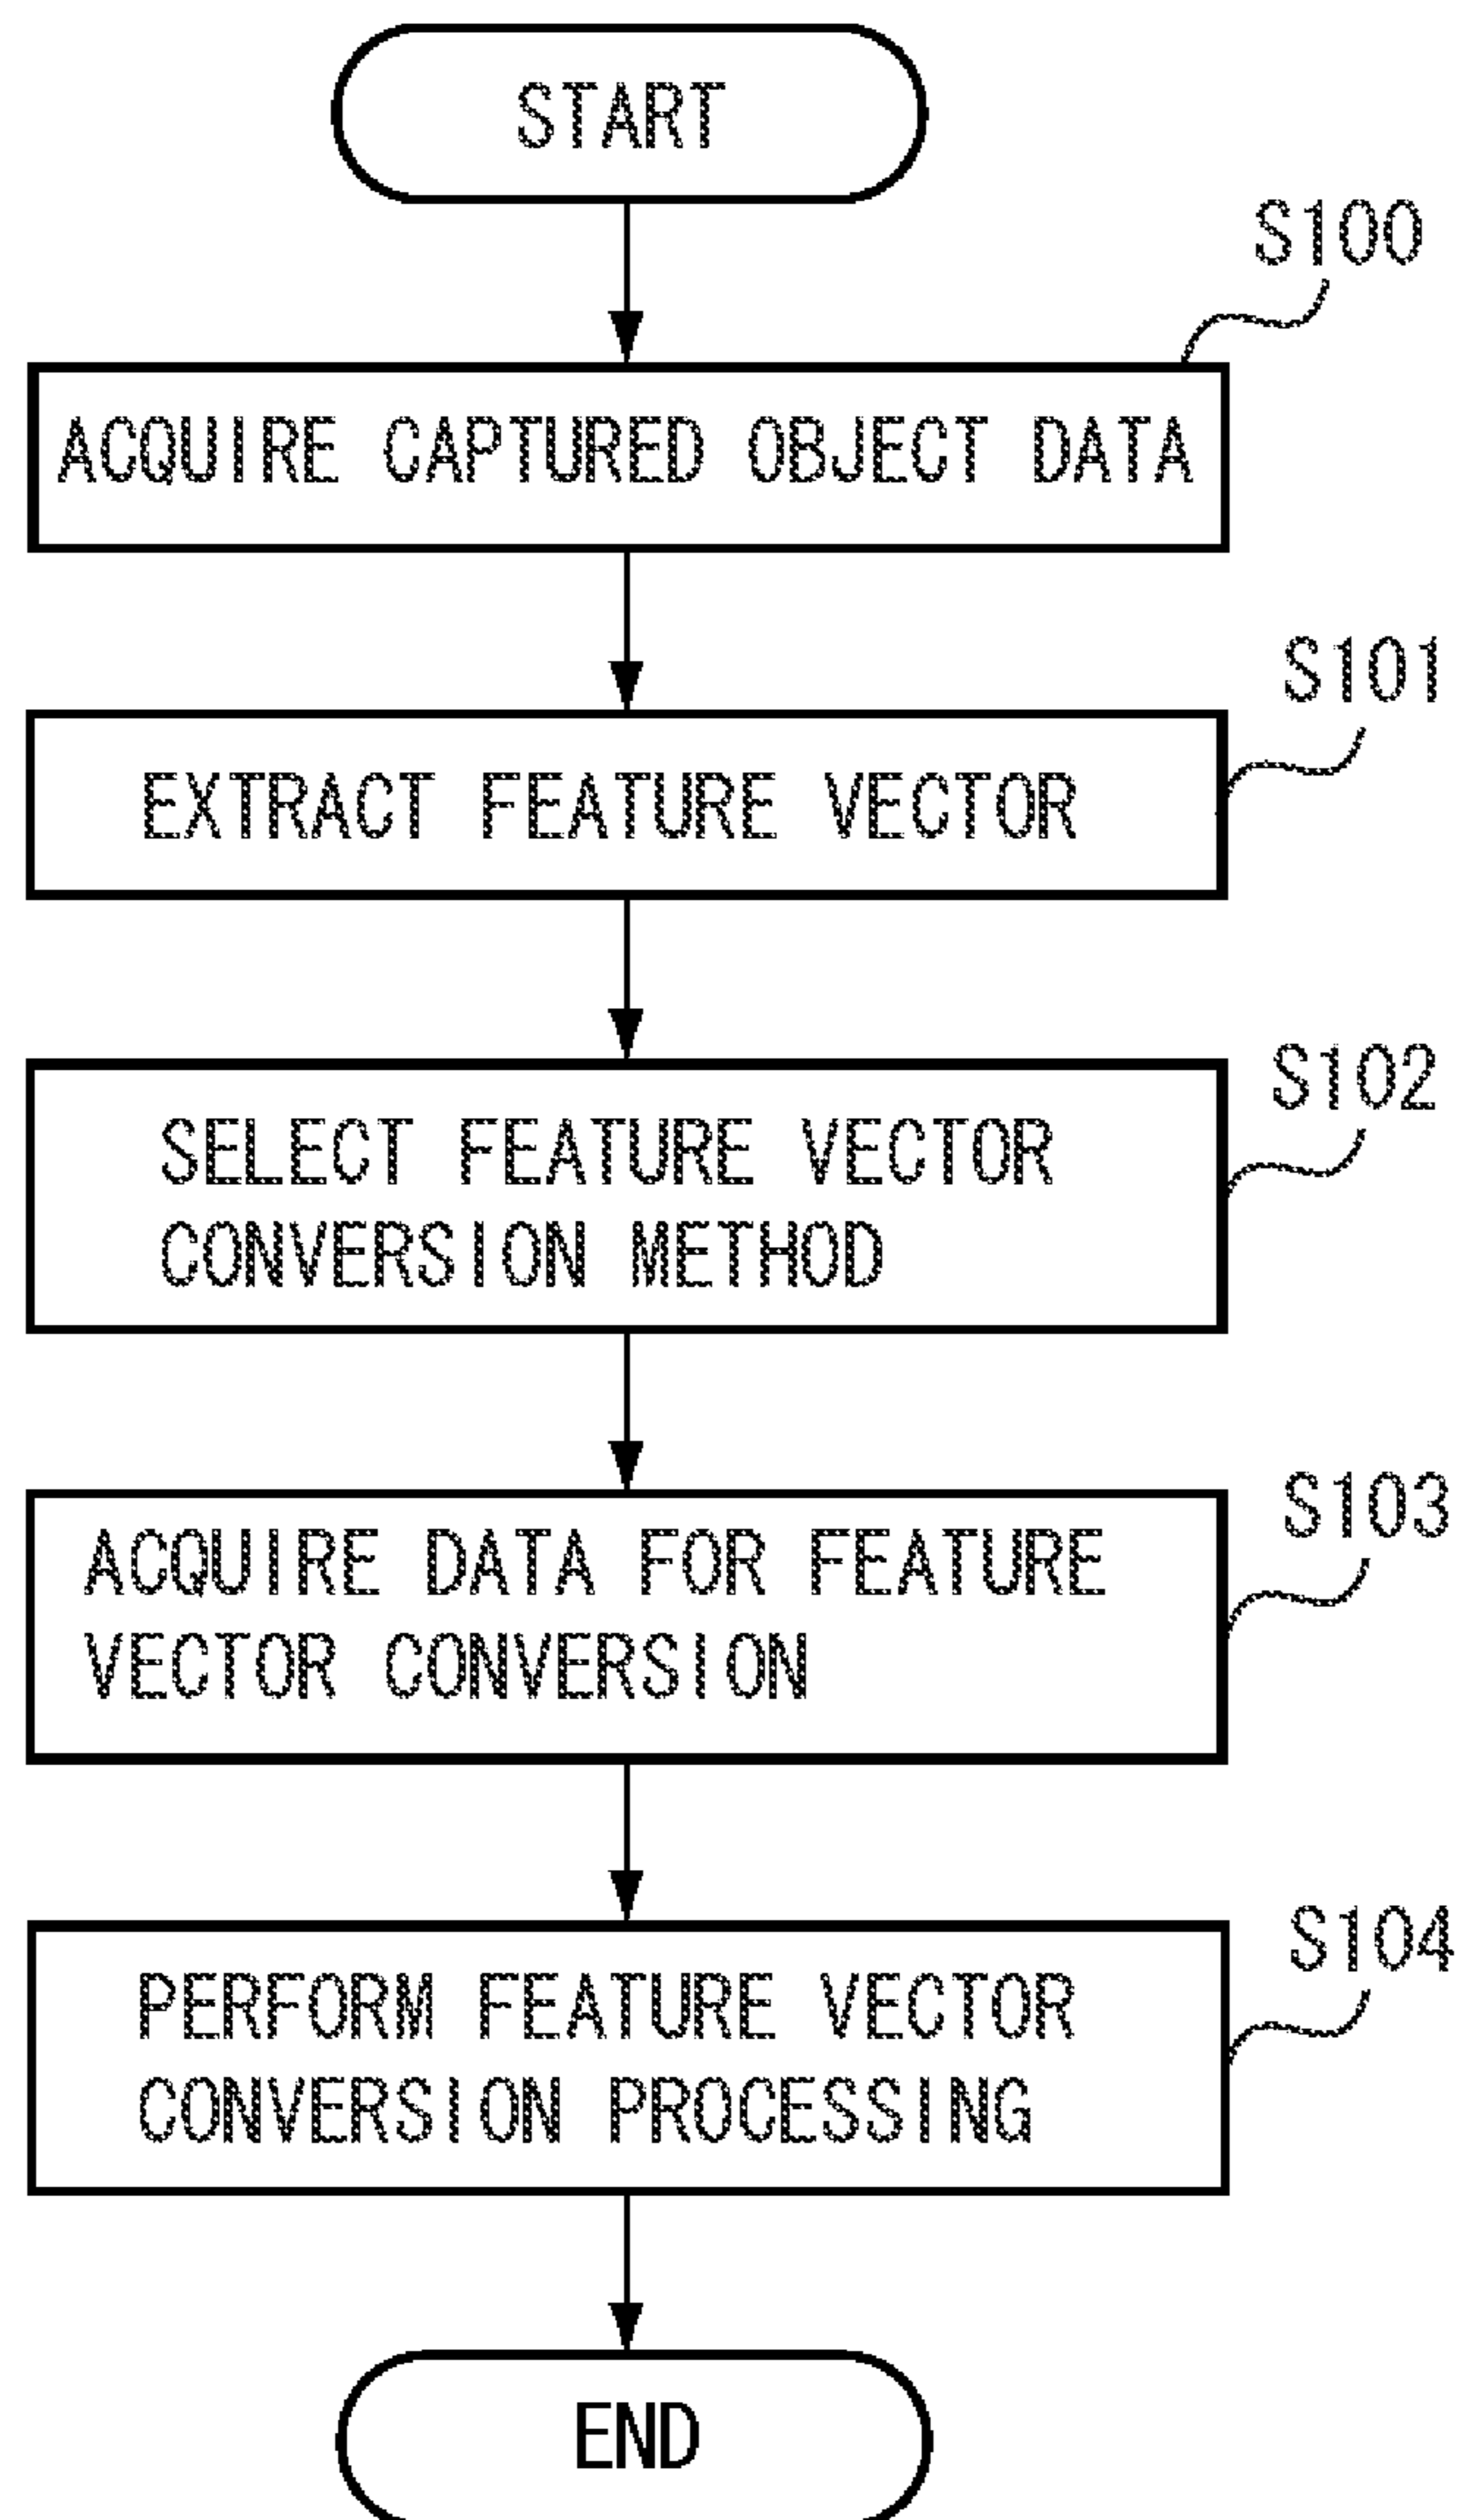 START
S100
ACQUIRE CAPTURED OBJECT DATA
S101
EXTRACT FEATURE VECTOR
S102
SELECT FEATURE VECTOR
CONVERSION METHOD
S103
ACQUIRE DATA FOR FEATURE
VECTOR CONVERSION
S104
PERFORM FEATURE VECTOR
CONVERSION PROCESSING
END